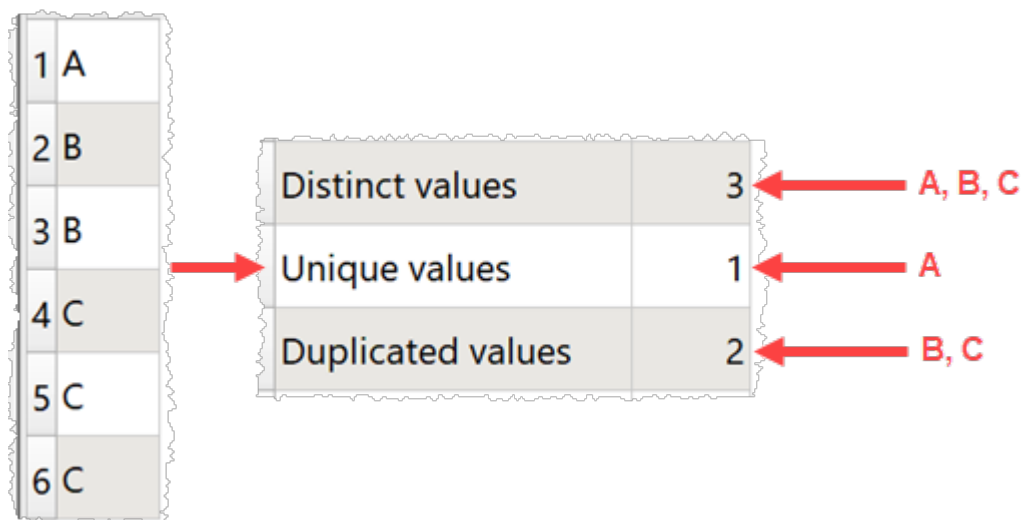 1 A
2 B
3 B
4 C
5 C
6 C
Distinct values 3 A, B, C
Unique values 1 A
Duplicated values 2 B, C